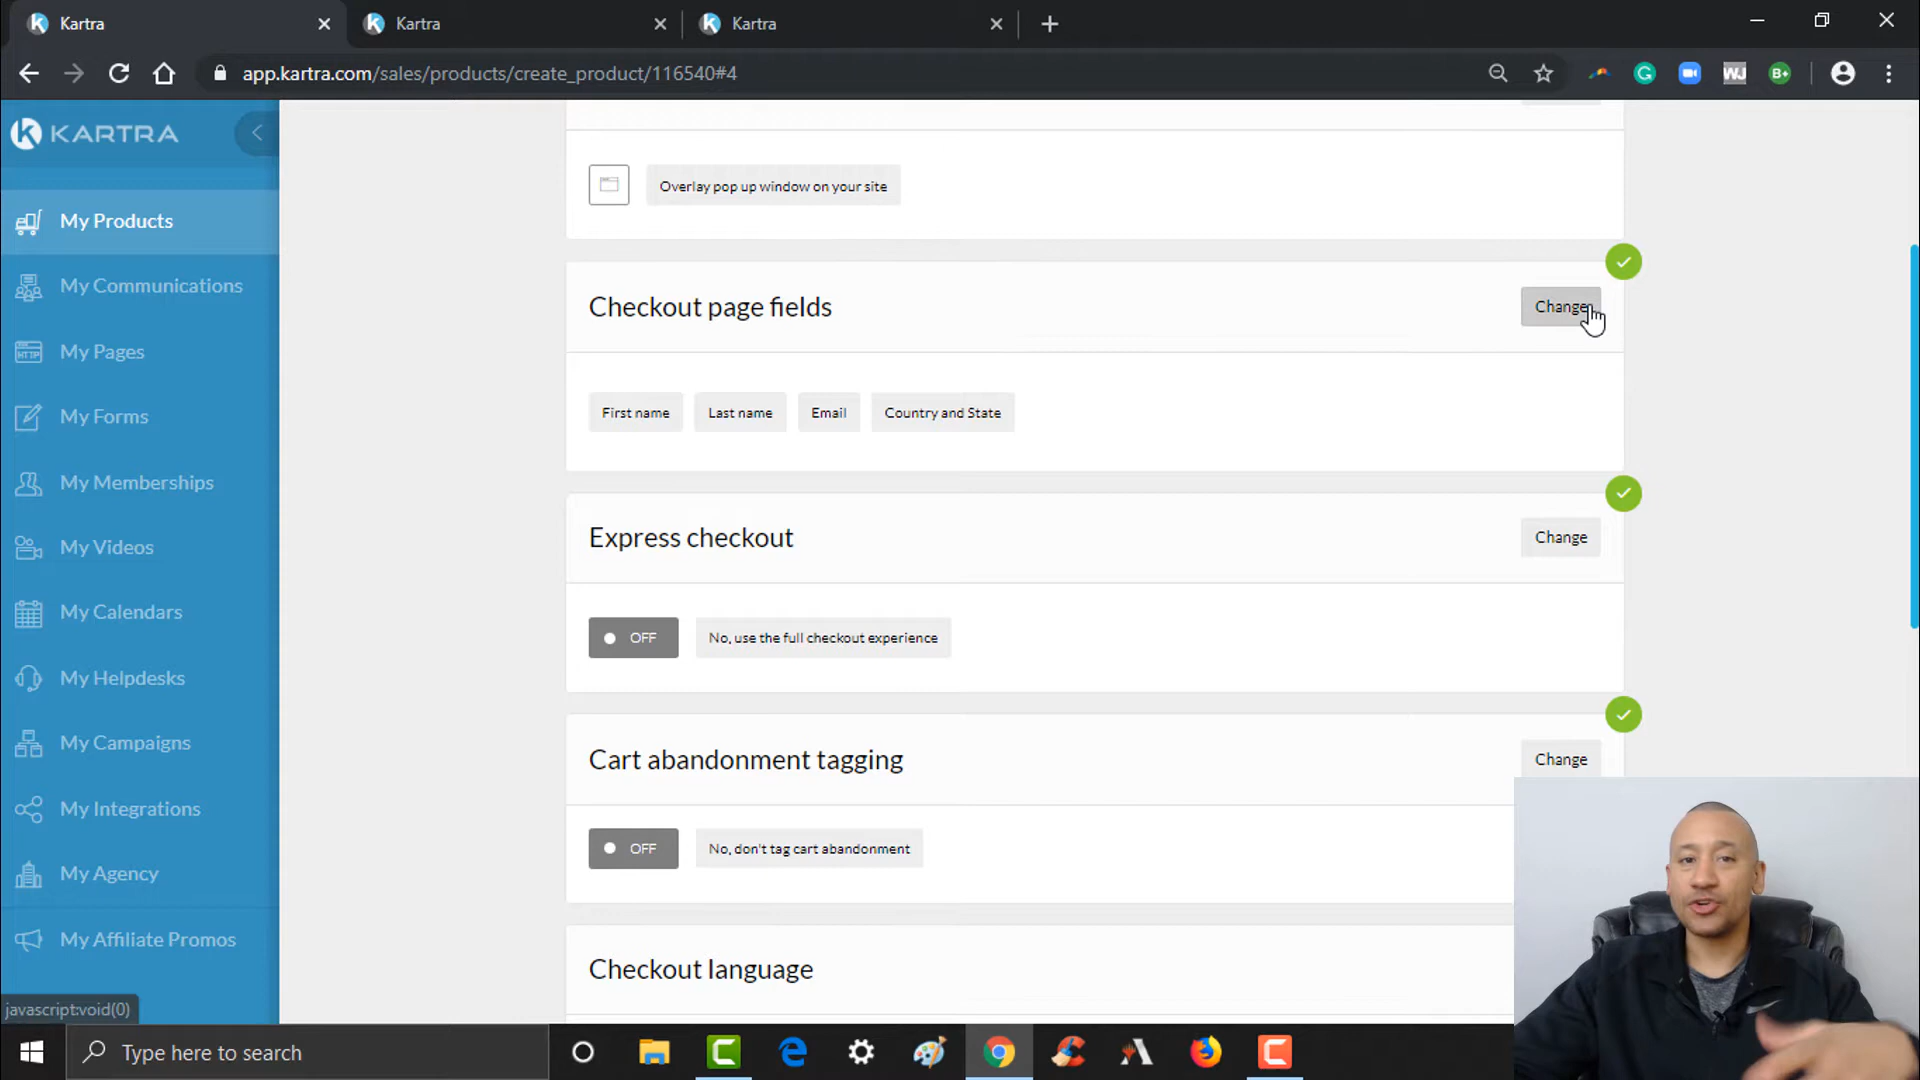 Kartra
Kartra
Kartra
app.kartra.com/sales/products/create_product/116540#4
WJ
B+
KARTRA
My Products
My Communications
HTTP
My Pages
My Forms
My Memberships
My Videos
My Calendars
My Helpdesks
My Campaigns
My Integrations
My Agency
My Affiliate Promos
javascript:void(0)
Overlay pop up window on your site
Checkout page fields
Change
First name
Last name
Email
Country and State
Express checkout
Change
OFF
No, use the full checkout experience
Cart abandonment tagging
Change
OFF
No, don't tag cart abandonment
Checkout language
Type here to search